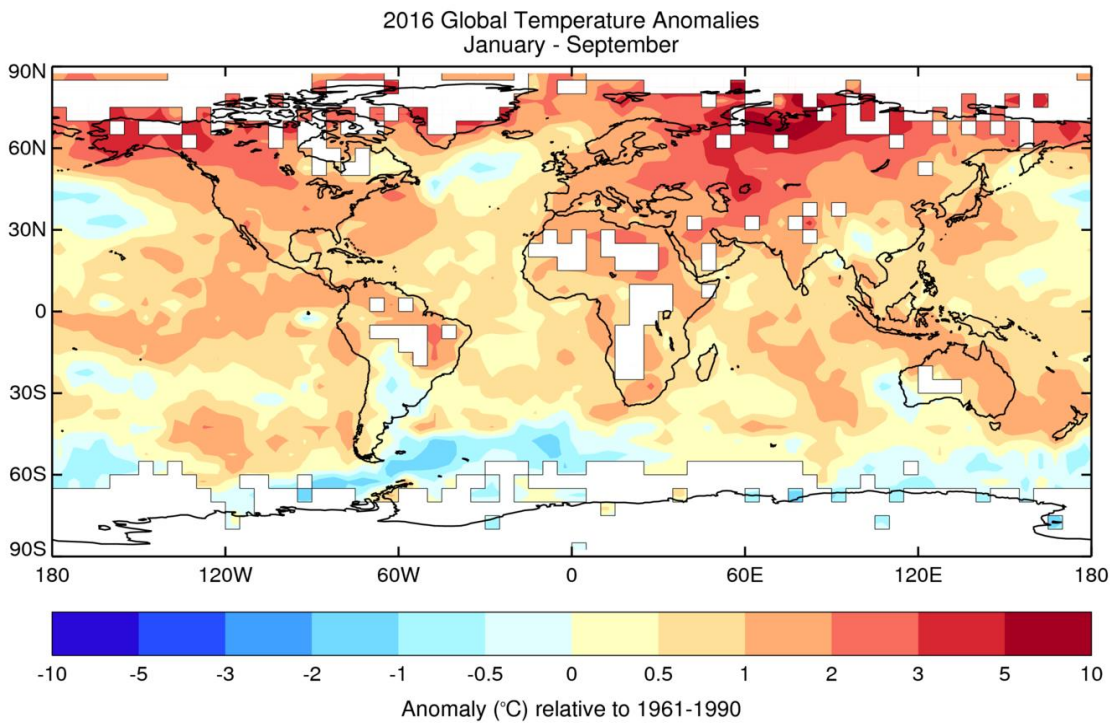 2016 Global Temperature Anomalies
January - September
90N
60N
30N
0
30S
60S
90S
180 120W 60W 0 60E 120E 180
-10 -5 -3 -2 -1 -0.5 0 0.5 1 2 3 5 10
Anomaly (°C) relative to 1961-1990